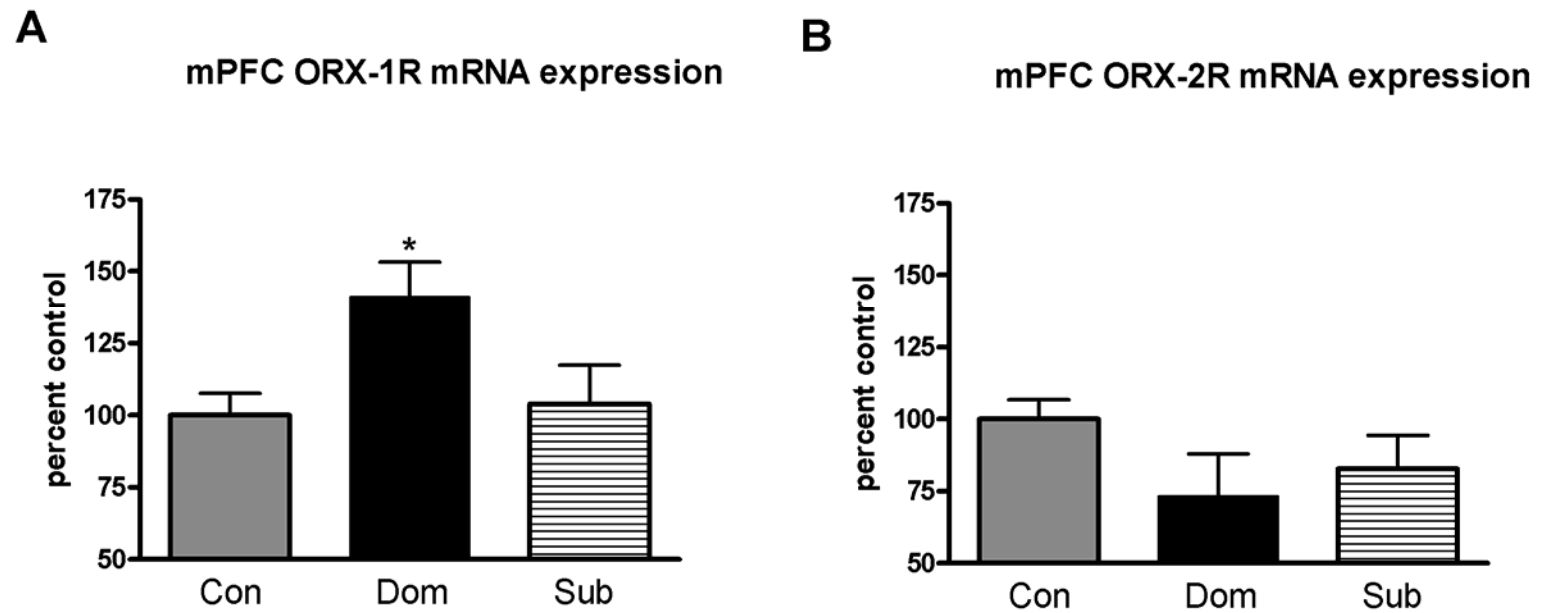 A
mPFC ORX-1R mRNA expression
percent control
175
150
125
100
75
50
*
Con Dom Sub
B
mPFC ORX-2R mRNA expression
percent control
175
150
125
100
75
50
Con Dom Sub